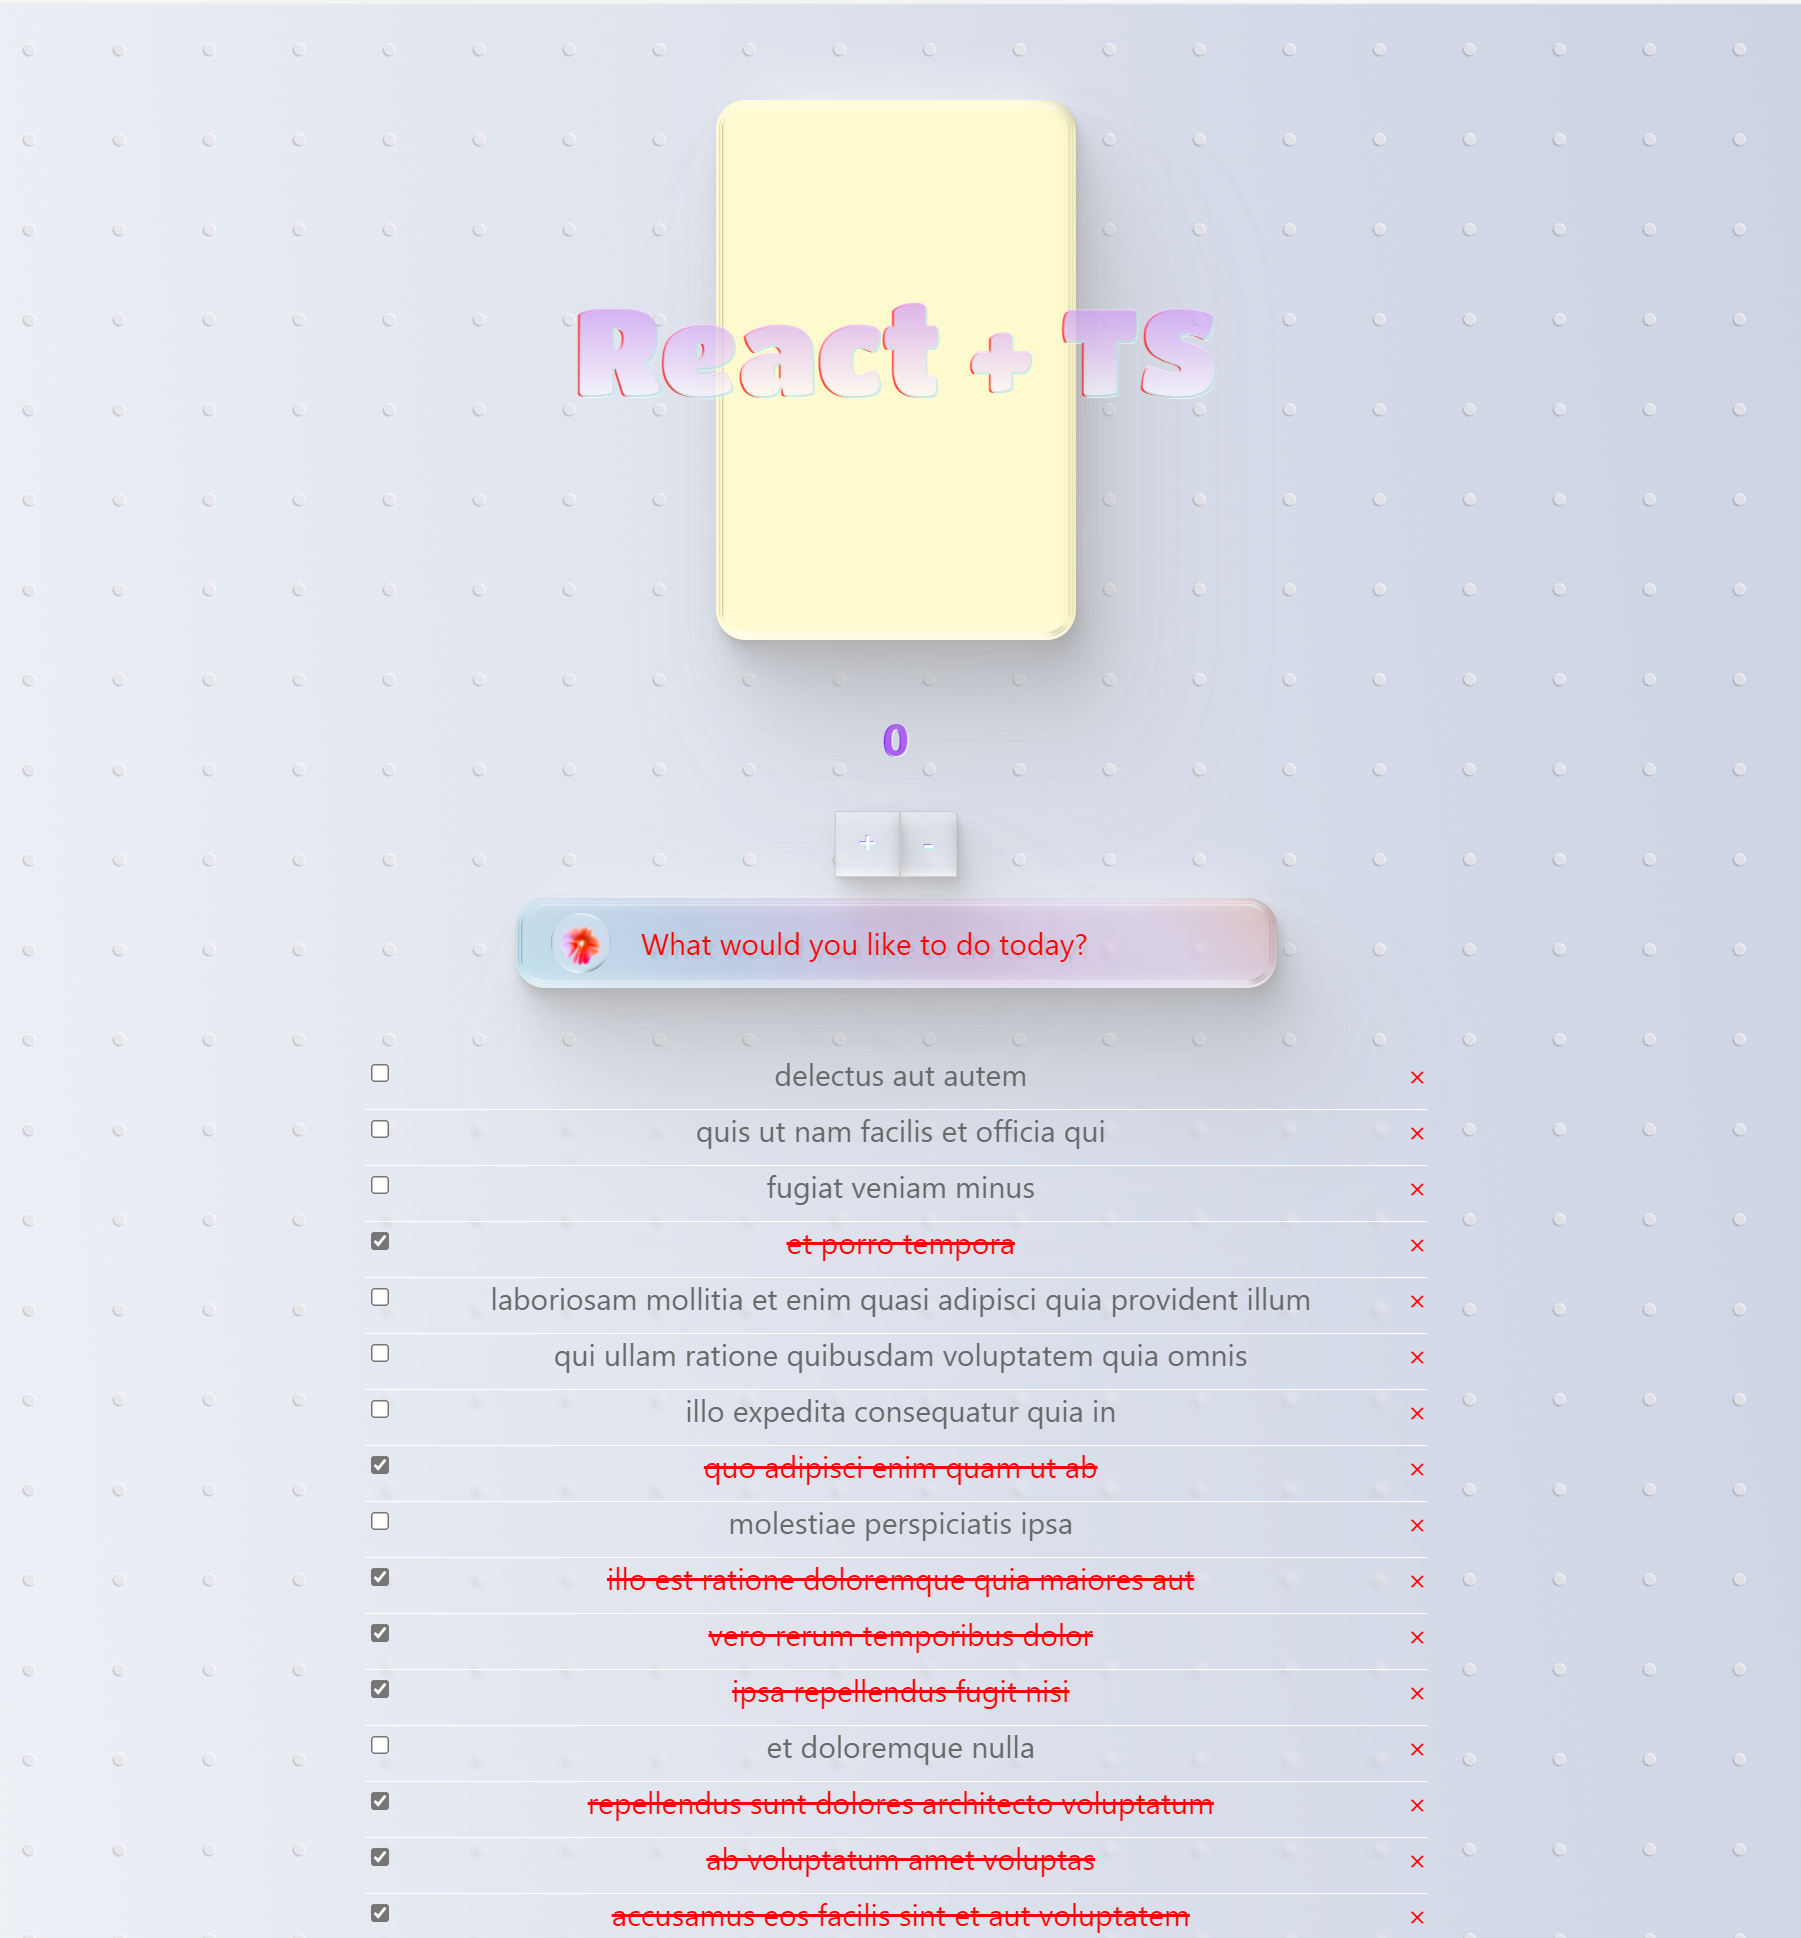 React + TS
0
+ -
What would you like to do today?
delectus aut autem ×
quis ut nam facilis et officia qui ×
fugiat veniam minus ×
et porro tempora ×
laboriosam mollitia et enim quasi adipisci quia provident illum ×
qui ullam ratione quibusdam voluptatem quia omnis ×
illo expedita consequatur quia in ×
quo adipisci enim quam ut ab ×
molestiae perspiciatis ipsa ×
illo est ratione doloremque quia maiores aut ×
vero rerum temporibus dolor ×
ipsa repellendus fugit nisi ×
et doloremque nulla ×
repellendus sunt dolores architecto voluptatum ×
ab voluptatum amet voluptas ×
accusamus eos facilis sint et aut voluptatem ×